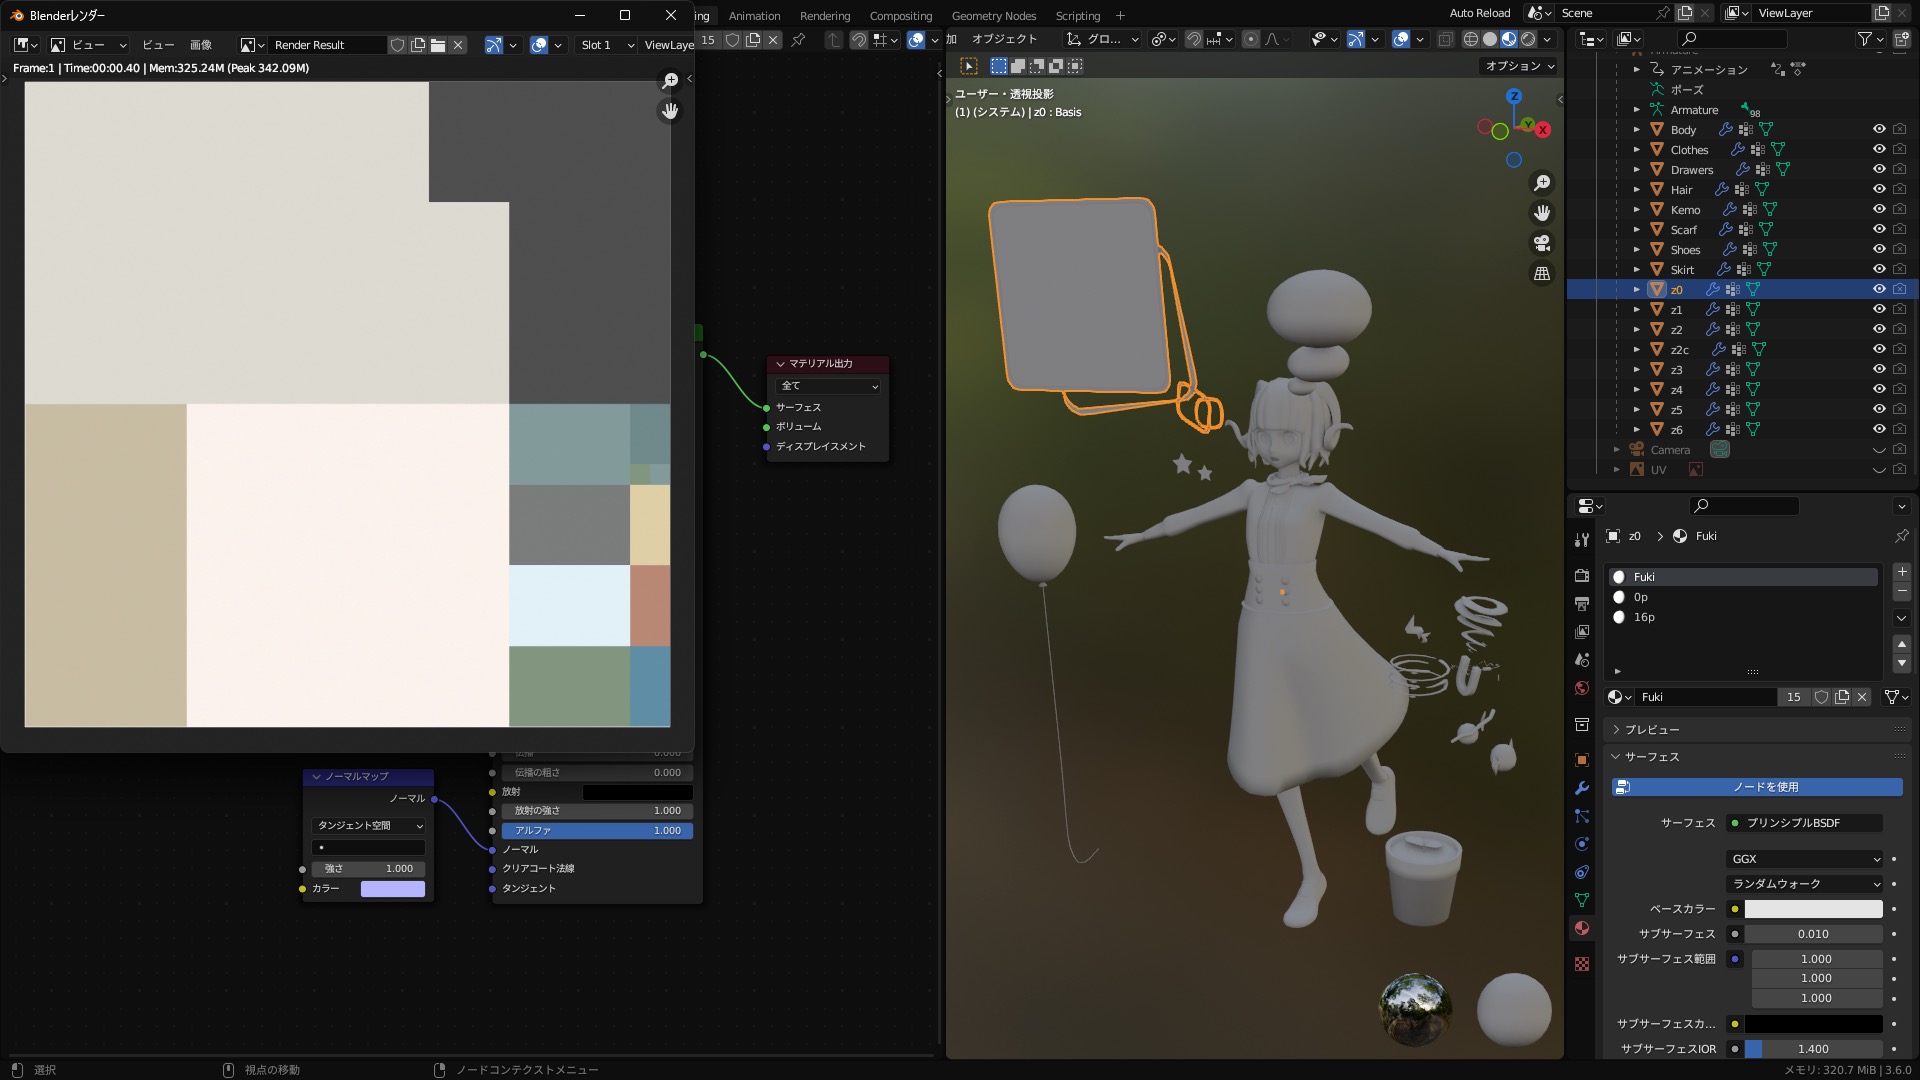 Blenderレンダー
ビュー
ビュー
画像
Render Result
Slot 1
ViewLaye
Frame:1 | Time:00:00.40 | Mem:325.24M (Peak 342.09M)
ing
Animation
Rendering
Compositing
Geometry Nodes
Scripting
Auto Reload
Scene
ViewLayer
15
加
オブジェクト
グロ...
オプション
ユーザー・透視投影
(1) (システム) | z0 : Basis
Z
Y
X
マテリアル出力
全て
サーフェス
ボリューム
ディスプレイスメント
伝播
0.000
伝播の粗さ
0.000
放射
放射の強さ
1.000
アルファ
1.000
ノーマル
クリアコート法線
タンジェント
ノーマルマップ
ノーマル
タンジェント空間
強さ
1.000
カラー
Armature
アニメーション
ポーズ
Armature
98
Body
Clothes
Drawers
Hair
Kemo
Scarf
Shoes
Skirt
z0
z1
z2
z2c
z3
z4
z5
z6
Camera
UV
z0
Fuki
Fuki
0p
16p
Fuki
15
プレビュー
サーフェス
ノードを使用
サーフェス
プリンシプルBSDF
GGX
ランダムウォーク
ベースカラー
サブサーフェス
0.010
サブサーフェス範囲
1.000
1.000
1.000
サブサーフェスカ...
サブサーフェスIOR
1.400
選択
視点の移動
ノードコンテクストメニュー
メモリ: 320.7 MiB | 3.6.0